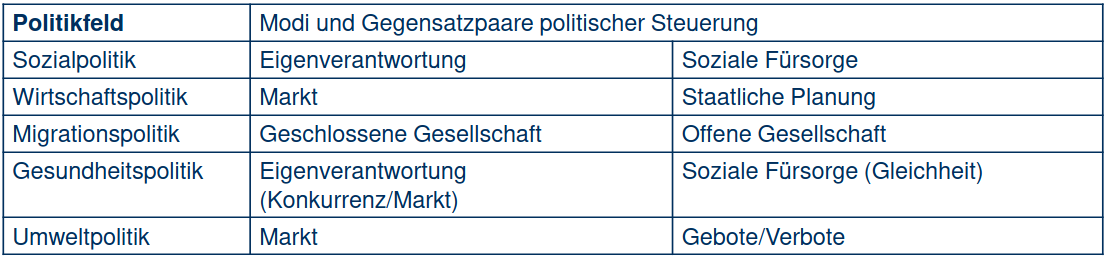 Politikfeld Modi und Gegensatzpaare politischer Steuerung
Sozialpolitik Eigenverantwortung Soziale Fürsorge
Wirtschaftspolitik Markt Staatliche Planung
Migrationspolitik Geschlossene Gesellschaft Offene Gesellschaft
Gesundheitspolitik Eigenverantwortung Soziale Fürsorge (Gleichheit)
(Konkurrenz/Markt)
Umweltpolitik Markt Gebote/Verbote